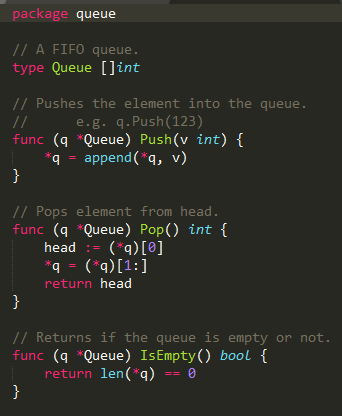 package queue
// A FIFO queue.
type Queue []int
// Pushes the element into the queue.
//      e.g. q.Push(123)
func (q *Queue) Push(v int) {
    *q = append(*q, v)
}
// Pops element from head.
func (q *Queue) Pop() int {
    head := (*q)[0]
    *q = (*q)[1:]
    return head
}
// Returns if the queue is empty or not.
func (q *Queue) IsEmpty() bool {
    return len(*q) == 0
}